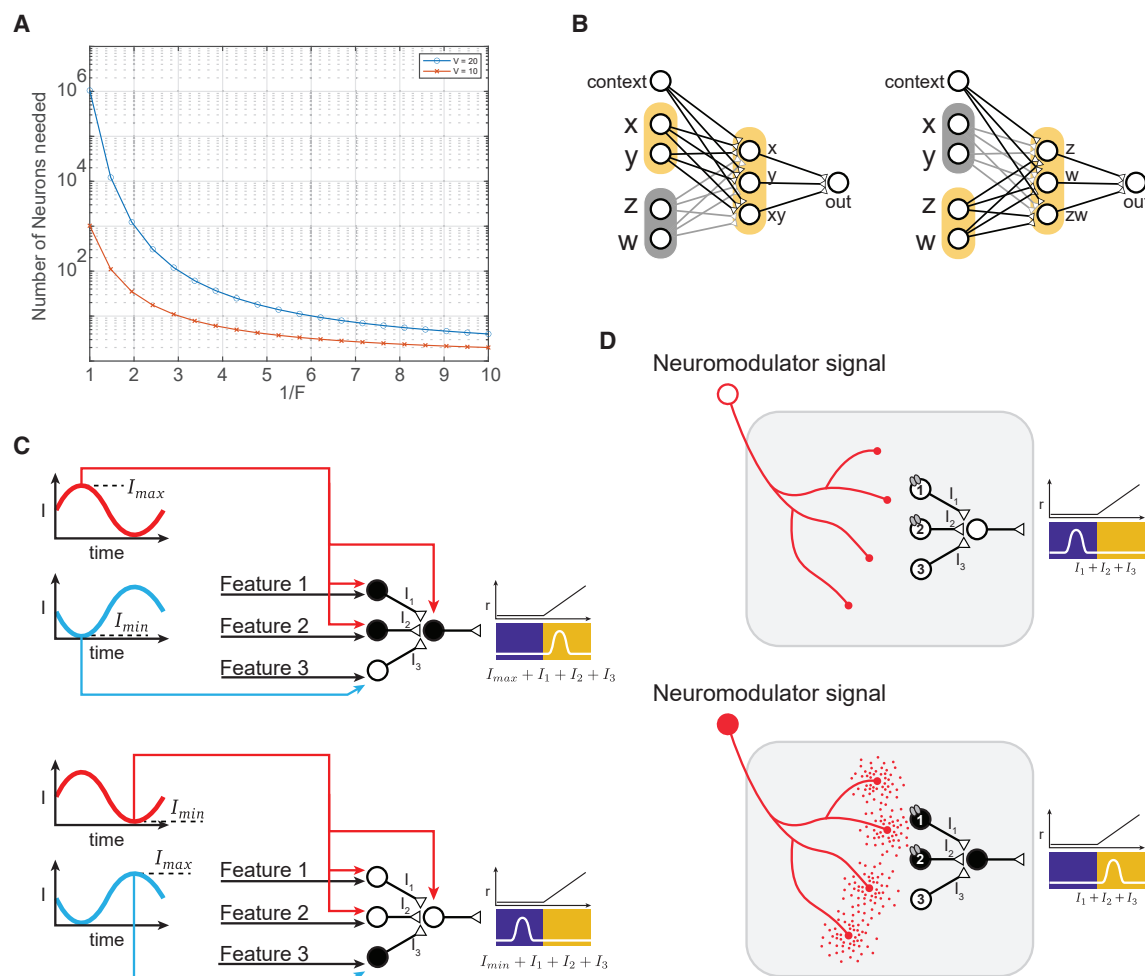 A
Number of Neurons needed
10^6
10^4
10^2
1 2 3 4 5 6 7 8 9 10
1/F
V = 20
V = 10
B
context
x
y
z
w
x
y
xy
out
context
x
y
z
w
z
w
zw
out
C
I
I_max
time
I
I_min
time
Feature 1
Feature 2
Feature 3
I_1
I_2
I_3
r
I_max + I_1 + I_2 + I_3
I
I_min
time
I
I_max
time
Feature 1
Feature 2
Feature 3
I_1
I_2
I_3
r
I_min + I_1 + I_2 + I_3
D
Neuromodulator signal
1
2
3
I_1
I_2
I_3
r
I_1 + I_2 + I_3
Neuromodulator signal
1
2
3
I_1
I_2
I_3
r
I_1 + I_2 + I_3